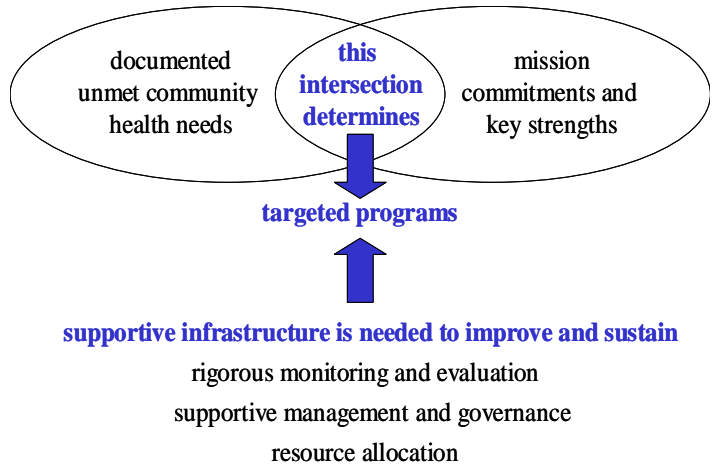 documented
unmet community
health needs
this
intersection
determines
mission
commitments and
key strengths
targeted programs
supportive infrastructure is needed to improve and sustain
rigorous monitoring and evaluation
supportive management and governance
resource allocation